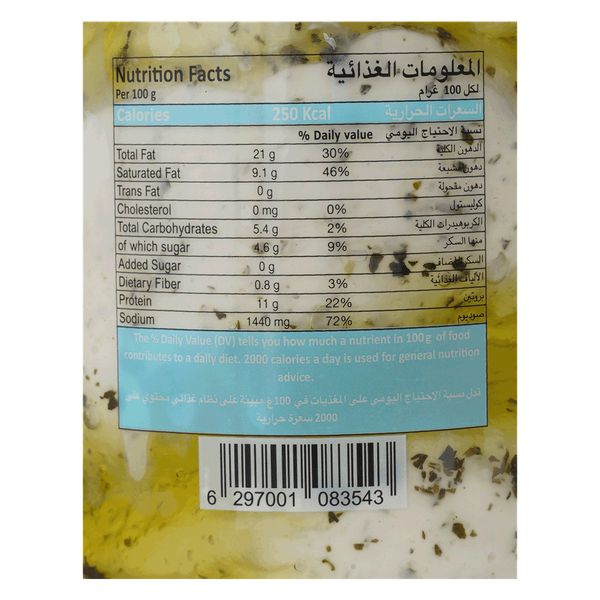 Nutrition Facts المعلومات الغذائية
Per 100 g لكل 100 غرام
Calories 250 Kcal السعرات الحرارية
% Daily value نسبة الاحتياج اليومي
Total Fat 21 g 30% الدهون الكلية
Saturated Fat 9.1 g 46% دهون مشبعة
Trans Fat 0 g دهون متحولة
Cholesterol 0 mg 0% كوليسترول
Total Carbohydrates 5.4 g 2% الكربوهيدرات الكلية
of which sugar 4.6 g 9% منها السكر
Added Sugar 0 g السكر المضاف
Dietary Fiber 0.8 g 3% الألياف الغذائية
Protein 11 g 22% بروتين
Sodium 1440 mg 72% صوديوم
The % Daily Value (DV) tells you how much a nutrient in 100 g of food
contributes to a daily diet. 2000 calories a day is used for general nutrition
advice.
تدل نسبة الاحتياج اليومي على المغذيات في 100غ مبينة على نظام غذائي محتوي على
2000 سعرة حرارية
6 297001 083543